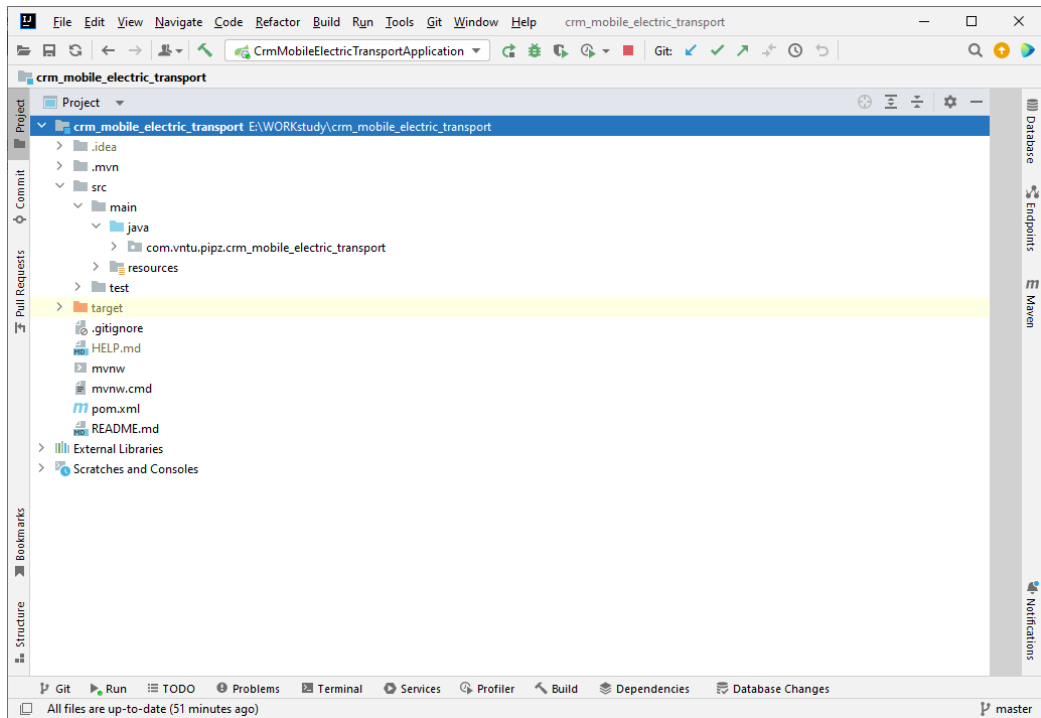 File Edit View Navigate Code Refactor Build Run Tools Git Window Help crm_mobile_electric_transport
CrmMobileElectricTransportApplication Git:
crm_mobile_electric_transport
Project
crm_mobile_electric_transport E:\WORKstudy\crm_mobile_electric_transport
.idea
.mvn
src
main
java
com.vntu.pipz.crm_mobile_electric_transport
resources
test
target
.gitignore
HELP.md
mvnw
mvnw.cmd
pom.xml
README.md
External Libraries
Scratches and Consoles
Project
Commit
Pull Requests
Bookmarks
Structure
Database
Endpoints
Maven
Notifications
Git Run TODO Problems Terminal Services Profiler Build Dependencies Database Changes
All files are up-to-date (51 minutes ago) master